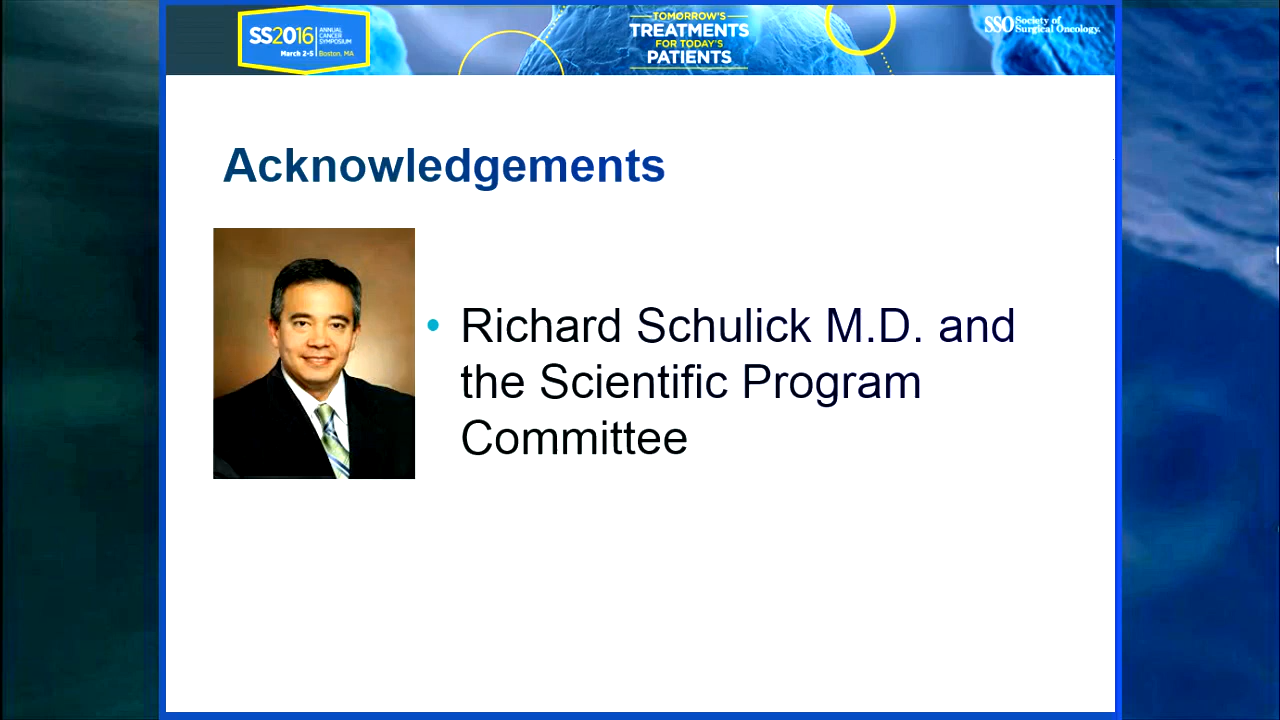 SS2016
ANNUAL
CANCER
SYMPOSIUM
March 2-5 | Boston, MA
TOMORROW'S
TREATMENTS
FOR TODAY'S
PATIENTS
SSO Society of
Surgical Oncology.
Acknowledgements
• Richard Schulick M.D. and
the Scientific Program
Committee